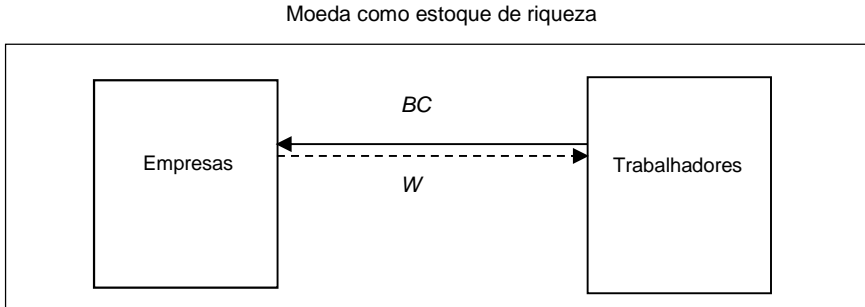 Moeda como estoque de riqueza
BC
Empresas
Trabalhadores
W